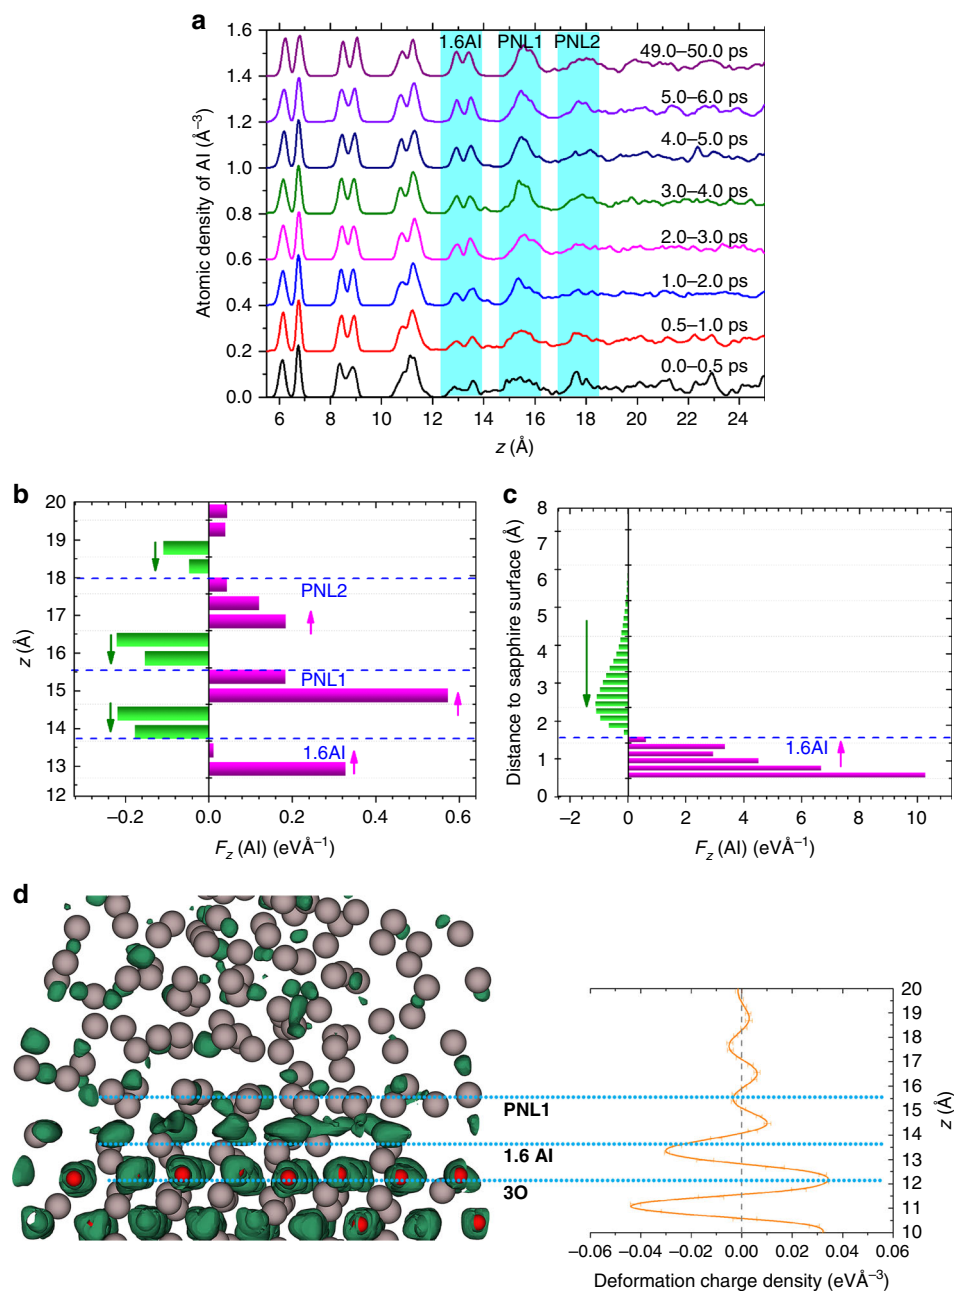 a
1.6Al PNL1 PNL2
49.0–50.0 ps
5.0–6.0 ps
4.0–5.0 ps
3.0–4.0 ps
2.0–3.0 ps
1.0–2.0 ps
0.5–1.0 ps
0.0–0.5 ps
1.6
1.4
1.2
1.0
0.8
0.6
0.4
0.2
0.0
Atomic density of Al (Å⁻³)
6 8 10 12 14 16 18 20 22 24
z (Å)
b
20
19
18
17
16
15
14
13
12
z (Å)
PNL2
PNL1
1.6Al
−0.2 0.0 0.2 0.4 0.6
F_z (Al) (eVÅ⁻¹)
c
8
7
6
5
4
3
2
1
0
Distance to sapphire surface (Å)
1.6Al
−2 0 2 4 6 8 10
F_z (Al) (eVÅ⁻¹)
d
PNL1
1.6 Al
3O
20
19
18
17
16
15
14
13
12
11
10
z (Å)
−0.06 −0.04 −0.02 0.00 0.02 0.04 0.06
Deformation charge density (eVÅ⁻³)